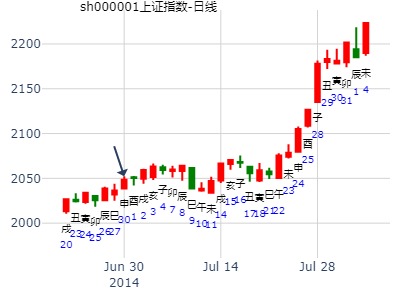 sh000001上证指数-日线
2200
2150
2100
2050
2000
戌 丑 寅 卯 辰 巳 申 酉 戌 亥 子 卯 辰 巳 午 未 戌 亥 子 丑 寅 巳 午 未 申 酉 子 丑 寅 卯 辰 未
20 23 24 25 26 27 30 1 2 3 4 7 8 9 10 11 14 15 16 17 18 21 22 23 24 25 28 29 30 31 1 4
Jun 30 Jul 14 Jul 28
2014